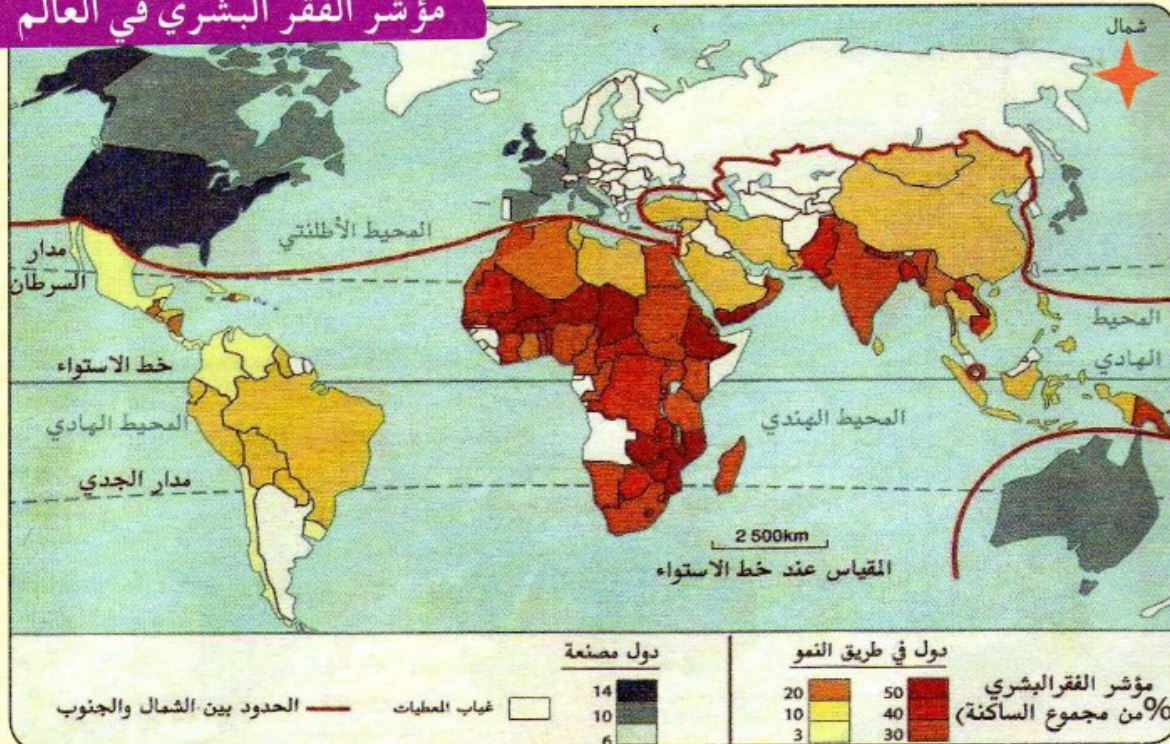 مؤشر الفقر البشري في العالم
شمال
المحيط الأطلنتي
مدار
السرطان
المحيط
الهادي
خط الاستواء
المحيط الهادي
المحيط الهندي
مدار الجدي
2 500km
المقياس عند خط الاستواء
دول في طريق النمو
مؤشر الفقرالبشري
%من مجموع الساكنة)
50
40
30
20
10
3
دول مصنعة
14
10
6
غياب المعطيات
الحدود بين الشمال والجنوب